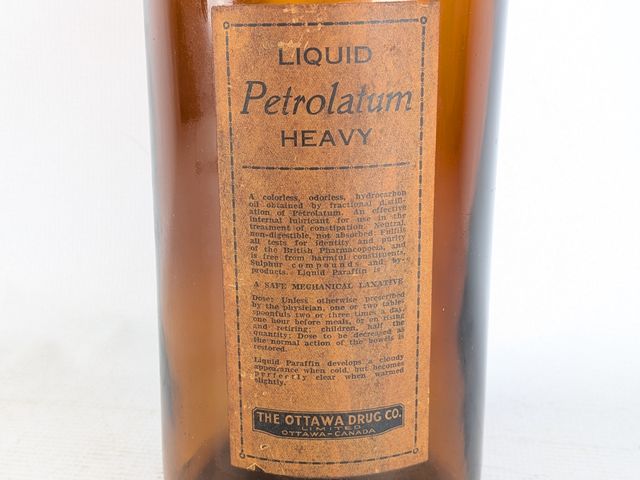 LIQUID
Petrolatum
HEAVY
A colorless, odorless, hydrocarbon
oil obtained by fractional distill-
ation of Petrolatum. An effective
internal lubricant for use in the
treatment of constipation. Neutral,
non-digestible, not absorbed. Fulfils
all tests for identity and purity
of the British Pharmacopoeia, and
is free from harmful constituents,
Sulphur compounds and by-
products. Liquid Paraffin is
A SAFE MECHANICAL LAXATIVE
Dose: Unless otherwise prescribed
by the physician, one or two table-
spoonfuls two or three times a day,
one hour before meals, or on rising
and retiring; children, half the
quantity; Dose to be decreased as
the normal action of the bowels is
restored.
Liquid Paraffin develops a cloudy
appearance when cold, but becomes
perfectly clear when warmed
slightly.
THE OTTAWA DRUG CO.
LIMITED
OTTAWA-CANADA